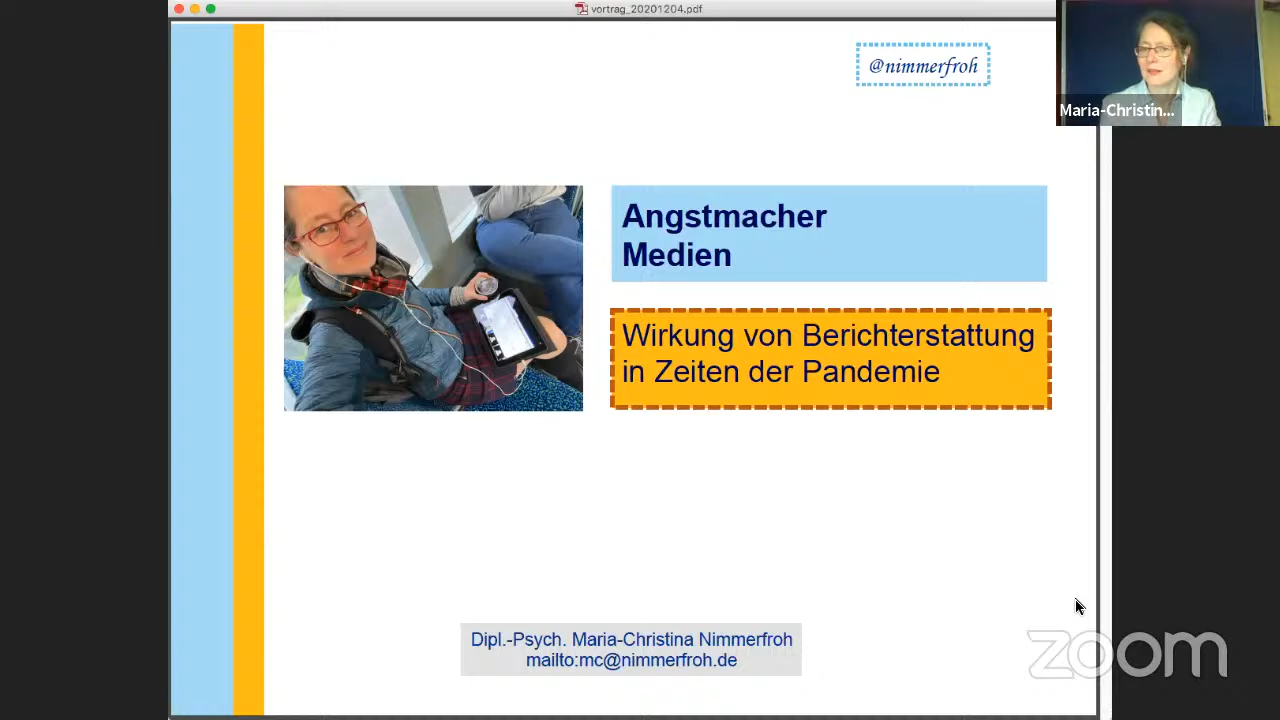 vortrag_20201204.pdf
@nimmerfroh
Maria-Christin...
Angstmacher
Medien
Wirkung von Berichterstattung
in Zeiten der Pandemie
Dipl.-Psych. Maria-Christina Nimmerfroh
mailto:mc@nimmerfroh.de
zoom